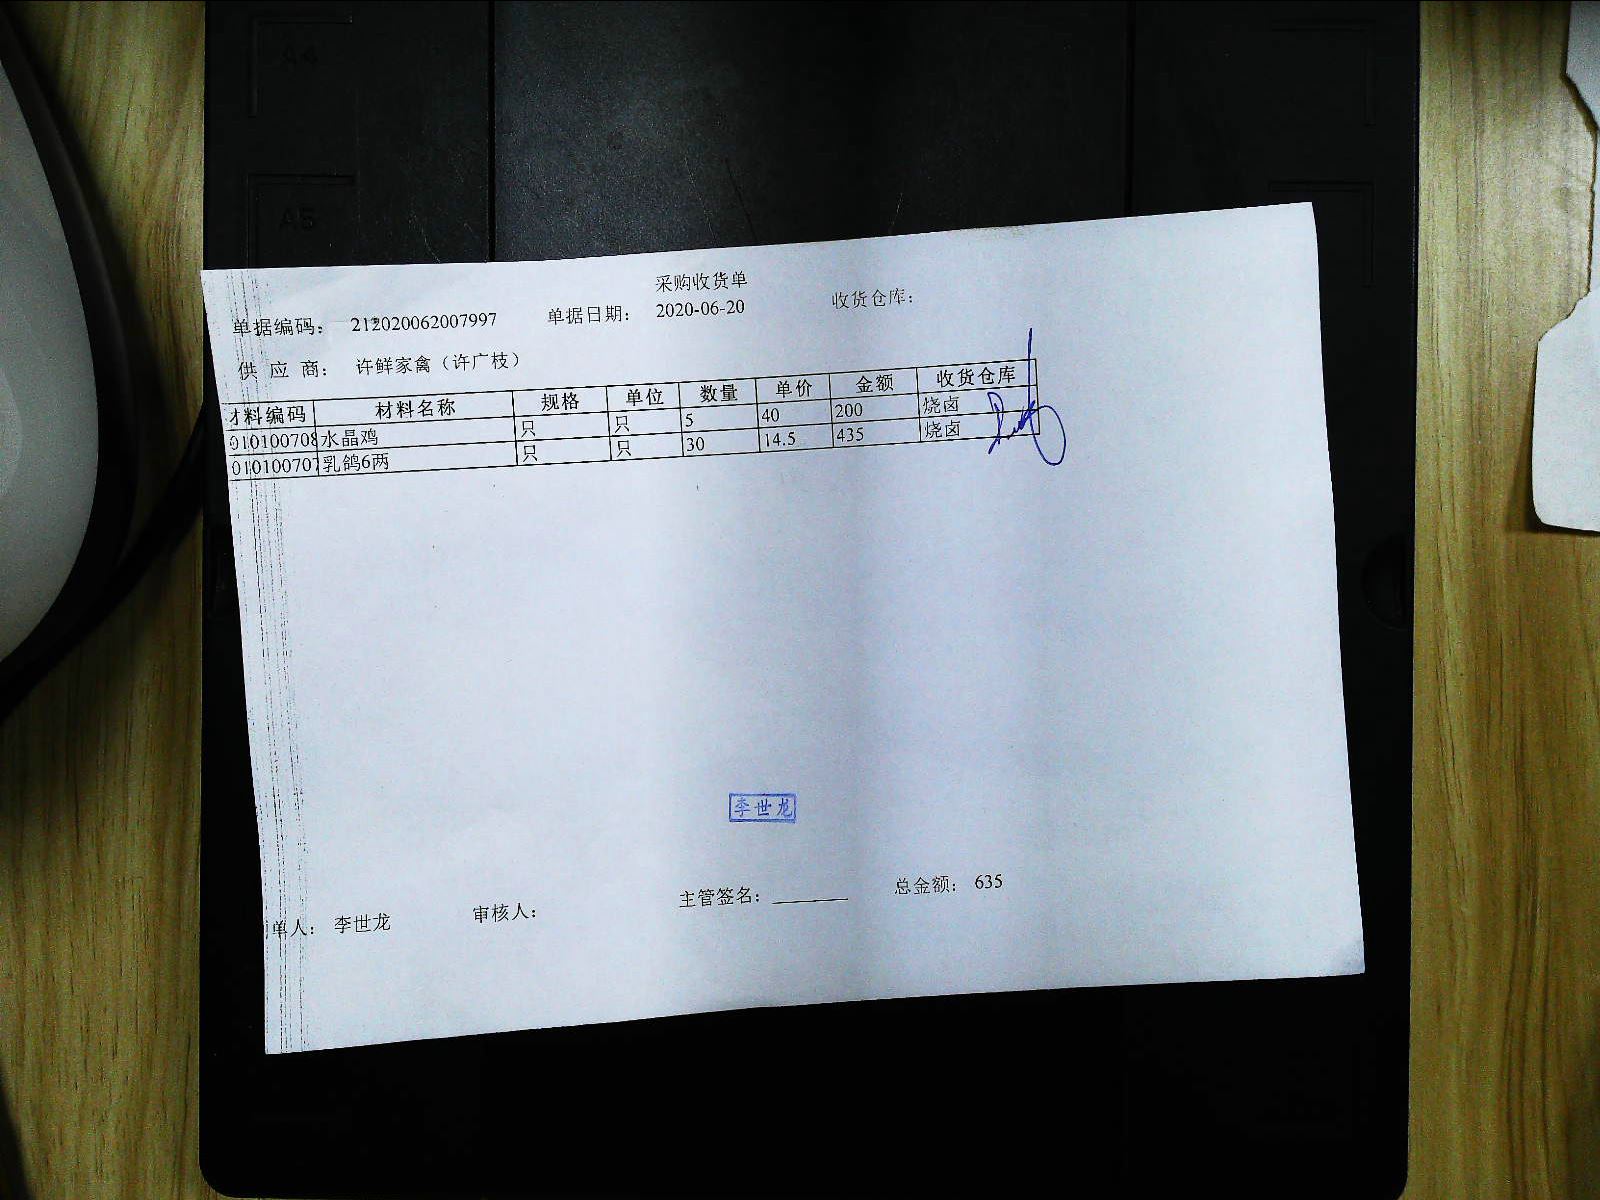 A4
A5
采购收货单
单据编码： 212020062007997 单据日期： 2020-06-20 收货仓库：
供 应 商： 许鲜家禽（许广枝）
材料编码 材料名称 规格 单位 数量 单价 金额 收货仓库
010100708 水晶鸡 只 只 5 40 200 烧卤
010100707 乳鸽6两 只 只 30 14.5 435 烧卤
李世龙
单人： 李世龙 审核人： 主管签名： 总金额： 635